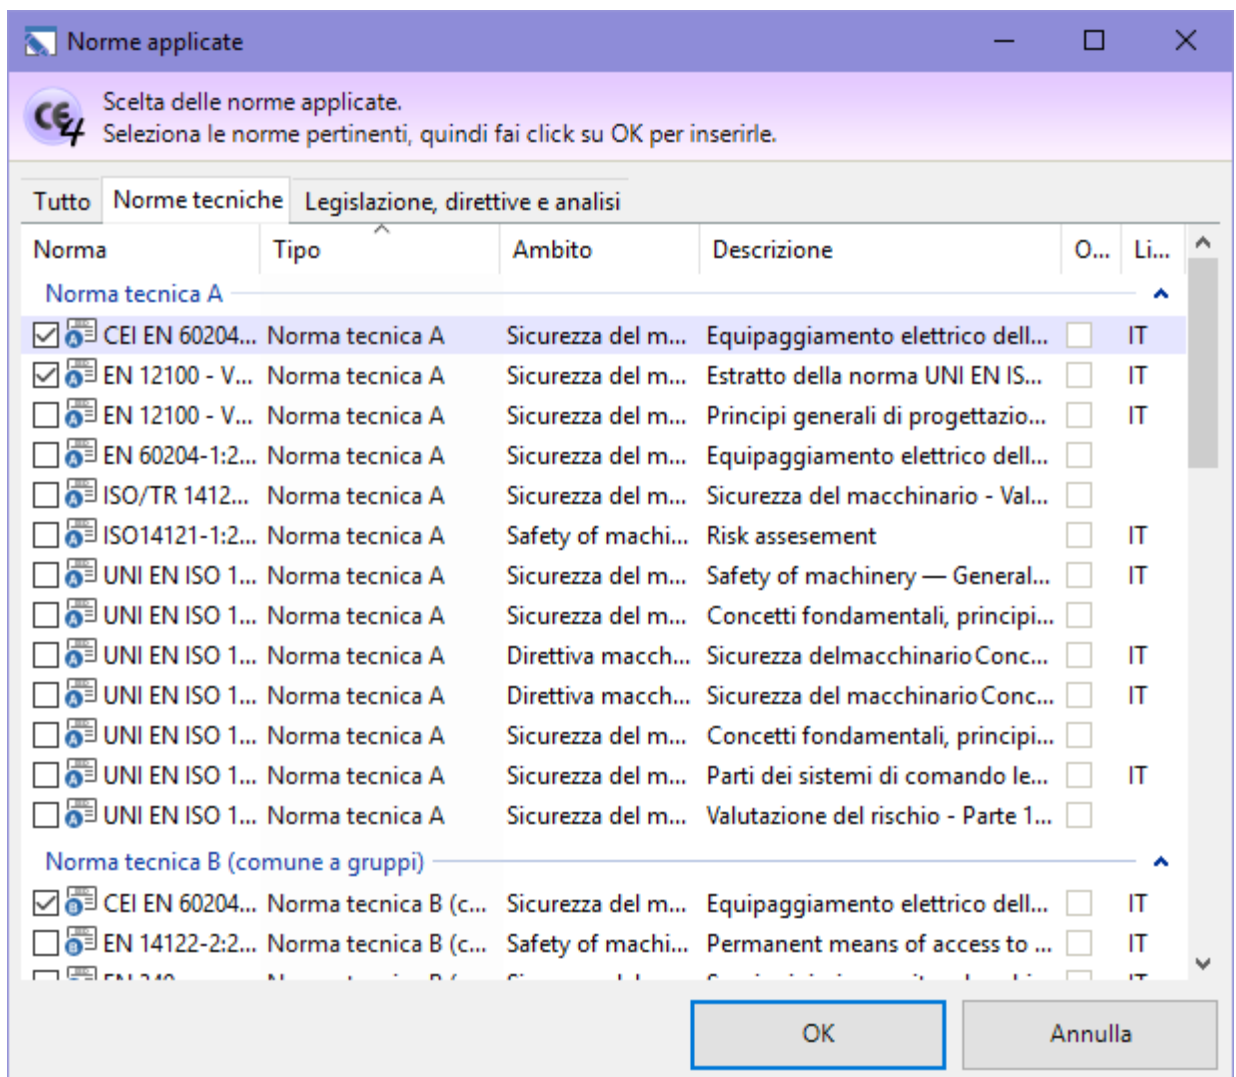 Norme applicate
CE4
Scelta delle norme applicate.
Seleziona le norme pertinenti, quindi fai click su OK per inserirle.
Tutto Norme tecniche Legislazione, direttive e analisi
Norma Tipo Ambito Descrizione O... Li...
Norma tecnica A
CEI EN 60204... Norma tecnica A Sicurezza del m... Equipaggiamento elettrico dell... IT
EN 12100 - V... Norma tecnica A Sicurezza del m... Estratto della norma UNI EN IS... IT
EN 12100 - V... Norma tecnica A Sicurezza del m... Principi generali di progettazio... IT
EN 60204-1:2... Norma tecnica A Sicurezza del m... Equipaggiamento elettrico dell...
ISO/TR 1412... Norma tecnica A Sicurezza del m... Sicurezza del macchinario - Val...
ISO14121-1:2... Norma tecnica A Safety of machi... Risk assesement IT
UNI EN ISO 1... Norma tecnica A Sicurezza del m... Safety of machinery — General... IT
UNI EN ISO 1... Norma tecnica A Sicurezza del m... Concetti fondamentali, principi...
UNI EN ISO 1... Norma tecnica A Direttiva macch... Sicurezza delmacchinario Conc... IT
UNI EN ISO 1... Norma tecnica A Direttiva macch... Sicurezza del macchinario Conc... IT
UNI EN ISO 1... Norma tecnica A Sicurezza del m... Concetti fondamentali, principi...
UNI EN ISO 1... Norma tecnica A Sicurezza del m... Parti dei sistemi di comando le... IT
UNI EN ISO 1... Norma tecnica A Sicurezza del m... Valutazione del rischio - Parte 1...
Norma tecnica B (comune a gruppi)
CEI EN 60204... Norma tecnica B (c... Sicurezza del m... Equipaggiamento elettrico dell... IT
EN 14122-2:2... Norma tecnica B (c... Safety of machi... Permanent means of access to ... IT
OK Annulla